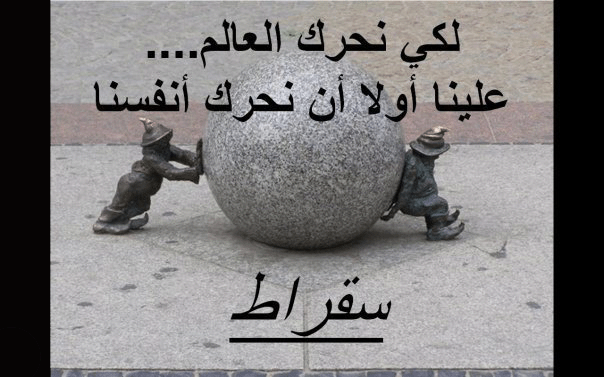 لكي نحرك العالم....
علينا أولا أن نحرك أنفسنا
سقراط